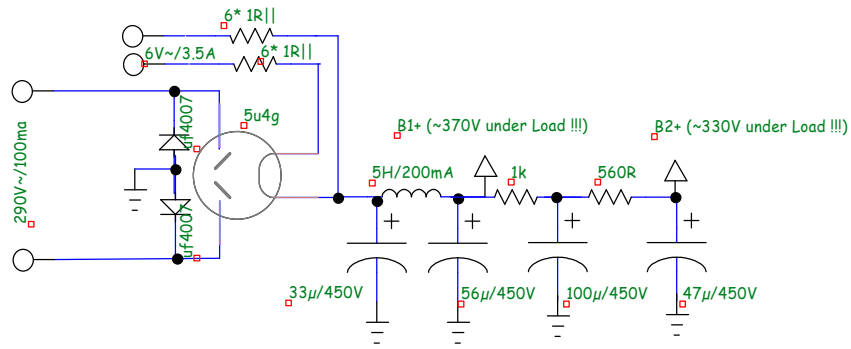 6* 1R||
6V~/3.5A
6* 1R||
uf4007
5u4g
290V~/100ma
uf4007
B1+ (~370V under Load !!!)
B2+ (~330V under Load !!!)
5H/200mA
1k
560R
+
+
+
+
33µ/450V
56µ/450V
100µ/450V
47µ/450V